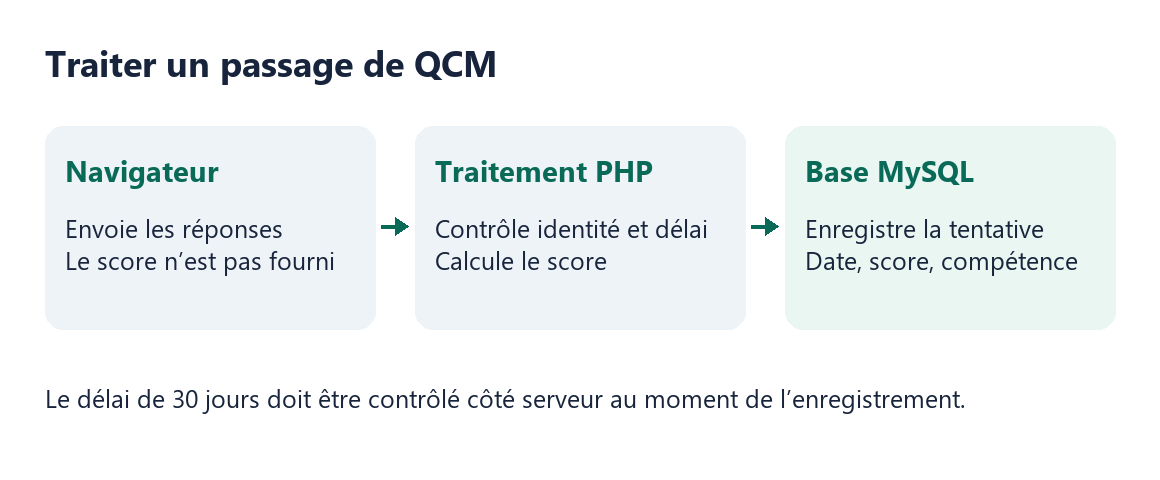 Traiter un passage de QCM
Navigateur
Envoie les réponses
Le score n’est pas fourni
Traitement PHP
Contrôle identité et délai
Calcule le score
Base MySQL
Enregistre la tentative
Date, score, compétence
Le délai de 30 jours doit être contrôlé côté serveur au moment de l’enregistrement.